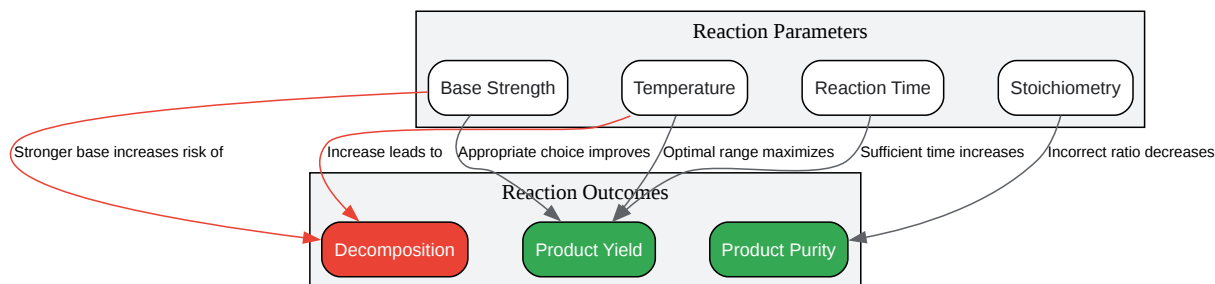 Reaction Parameters
Base Strength
Temperature
Reaction Time
Stoichiometry
Stronger base increases risk of
Increase leads to
Appropriate choice improves
Optimal range maximizes
Sufficient time increases
Incorrect ratio decreases
Reaction Outcomes
Decomposition
Product Yield
Product Purity